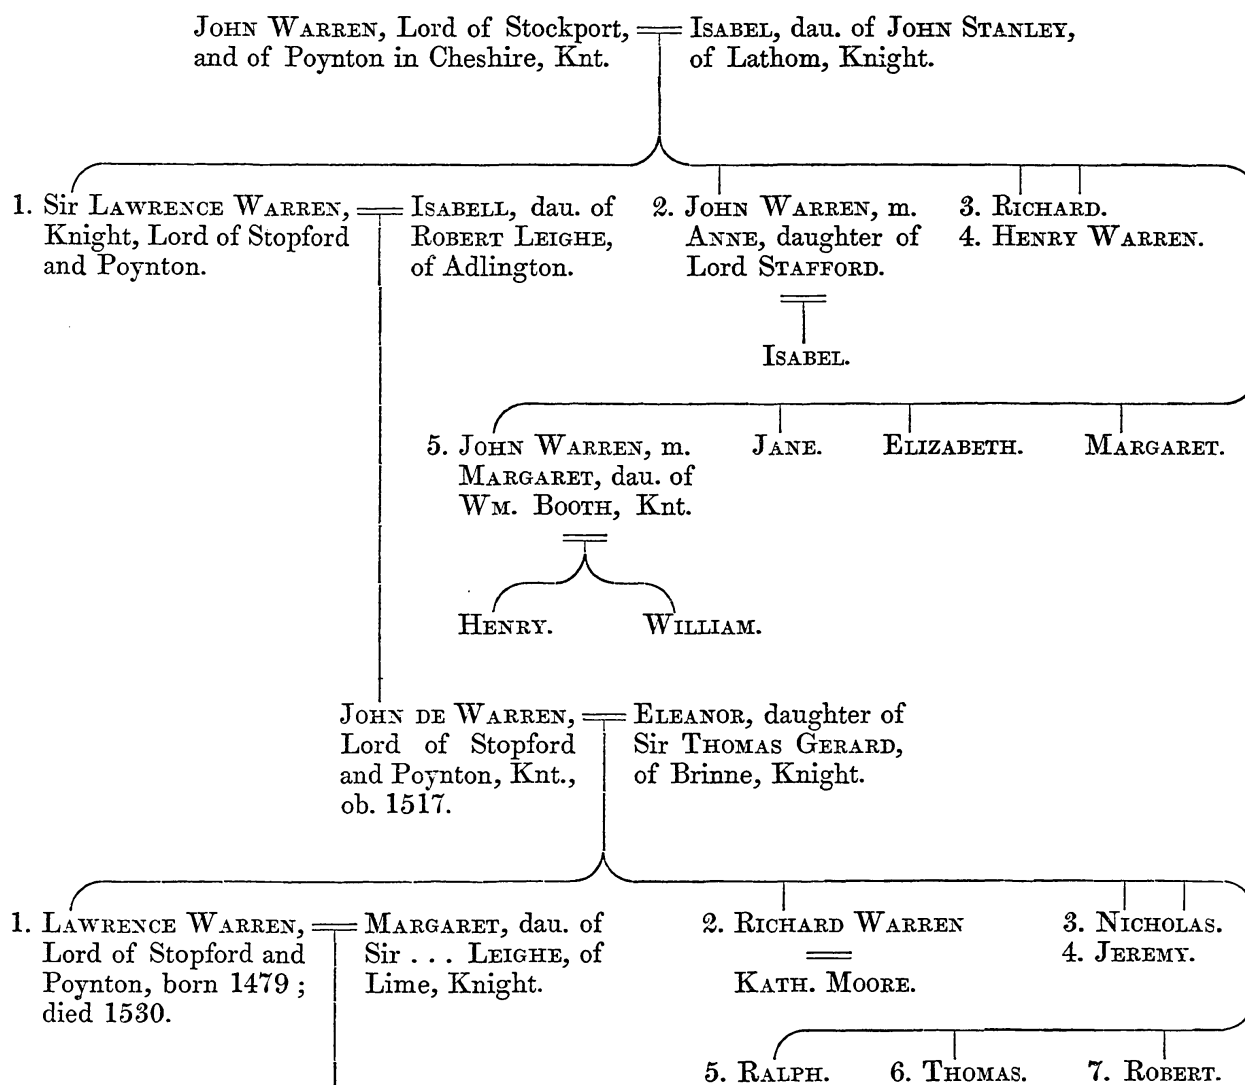 JOHN WARREN, Lord of Stockport,
and of Poynton in Cheshire, Knt.
ISABEL, dau. of JOHN STANLEY,
of Lathom, Knight.
1. Sir LAWRENCE WARREN,
Knight, Lord of Stopford
and Poynton.
ISABELL, dau. of
ROBERT LEIGHE,
of Adlington.
2. JOHN WARREN, m.
ANNE, daughter of
Lord STAFFORD.
3. RICHARD.
4. HENRY WARREN.
ISABEL.
5. JOHN WARREN, m.
MARGARET, dau. of
WM. BOOTH, Knt.
JANE.
ELIZABETH.
MARGARET.
HENRY.
WILLIAM.
JOHN DE WARREN,
Lord of Stopford
and Poynton, Knt.,
ob. 1517.
ELEANOR, daughter of
Sir THOMAS GERARD,
of Brinne, Knight.
1. LAWRENCE WARREN,
Lord of Stopford and
Poynton, born 1479;
died 1530.
MARGARET, dau. of
Sir ... LEIGHE, of
Lime, Knight.
2. RICHARD WARREN
KATH. MOORE.
3. NICHOLAS.
4. JEREMY.
5. RALPH.
6. THOMAS.
7. ROBERT.